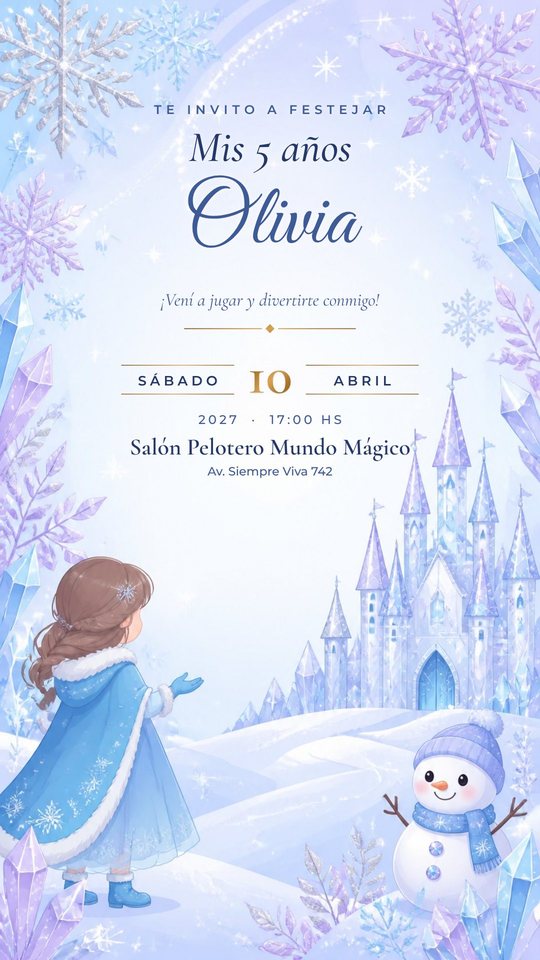 TE INVITO A FESTEJAR
Mis 5 años
Olivia
¡Vení a jugar y divertirte conmigo!
SÁBADO 10 ABRIL
2027 · 17:00 HS
Salón Pelotero Mundo Mágico
Av. Siempre Viva 742